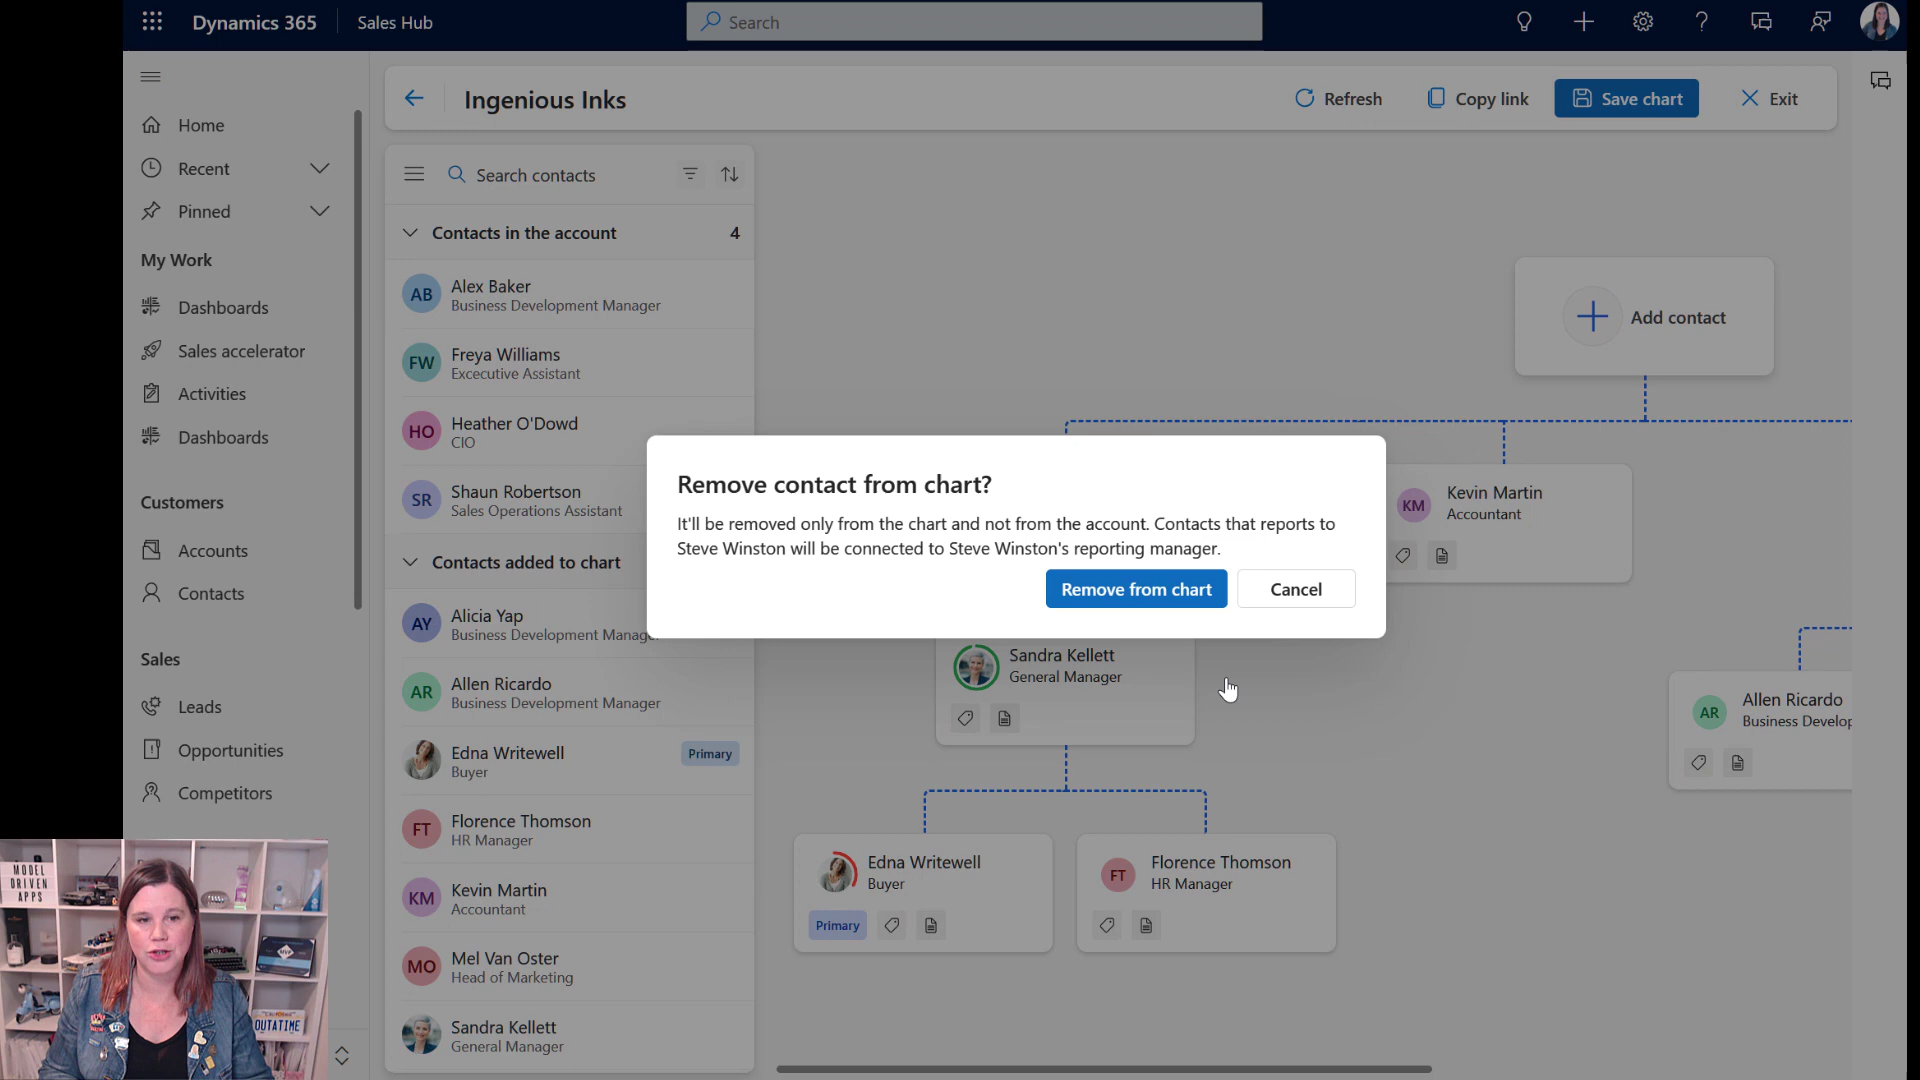 Dynamics 365
Sales Hub
Search
Ingenious Inks
Refresh
Copy link
Save chart
Exit
Home
Recent
Pinned
My Work
Dashboards
Sales accelerator
Activities
Dashboards
Customers
Accounts
Contacts
Sales
Leads
Opportunities
Competitors
Search contacts
Contacts in the account 4
AB
Alex Baker
Business Development Manager
FW
Freya Williams
Excecutive Assistant
HO
Heather O'Dowd
CIO
SR
Shaun Robertson
Sales Operations Assistant
Contacts added to chart
AY
Alicia Yap
Business Development Manage
AR
Allen Ricardo
Business Development Manager
Edna Writewell
Buyer
Primary
FT
Florence Thomson
HR Manager
KM
Kevin Martin
Accountant
MO
Mel Van Oster
Head of Marketing
Sandra Kellett
General Manager
Add contact
Remove contact from chart?
It'll be removed only from the chart and not from the account. Contacts that reports to
Steve Winston will be connected to Steve Winston's reporting manager.
Remove from chart
Cancel
KM
Kevin Martin
Accountant
Sandra Kellett
General Manager
AR
Allen Ricardo
Business Develop
Edna Writewell
Buyer
Primary
FT
Florence Thomson
HR Manager
MODEL
DRIVEN
APPS
MVP
OUTATIME